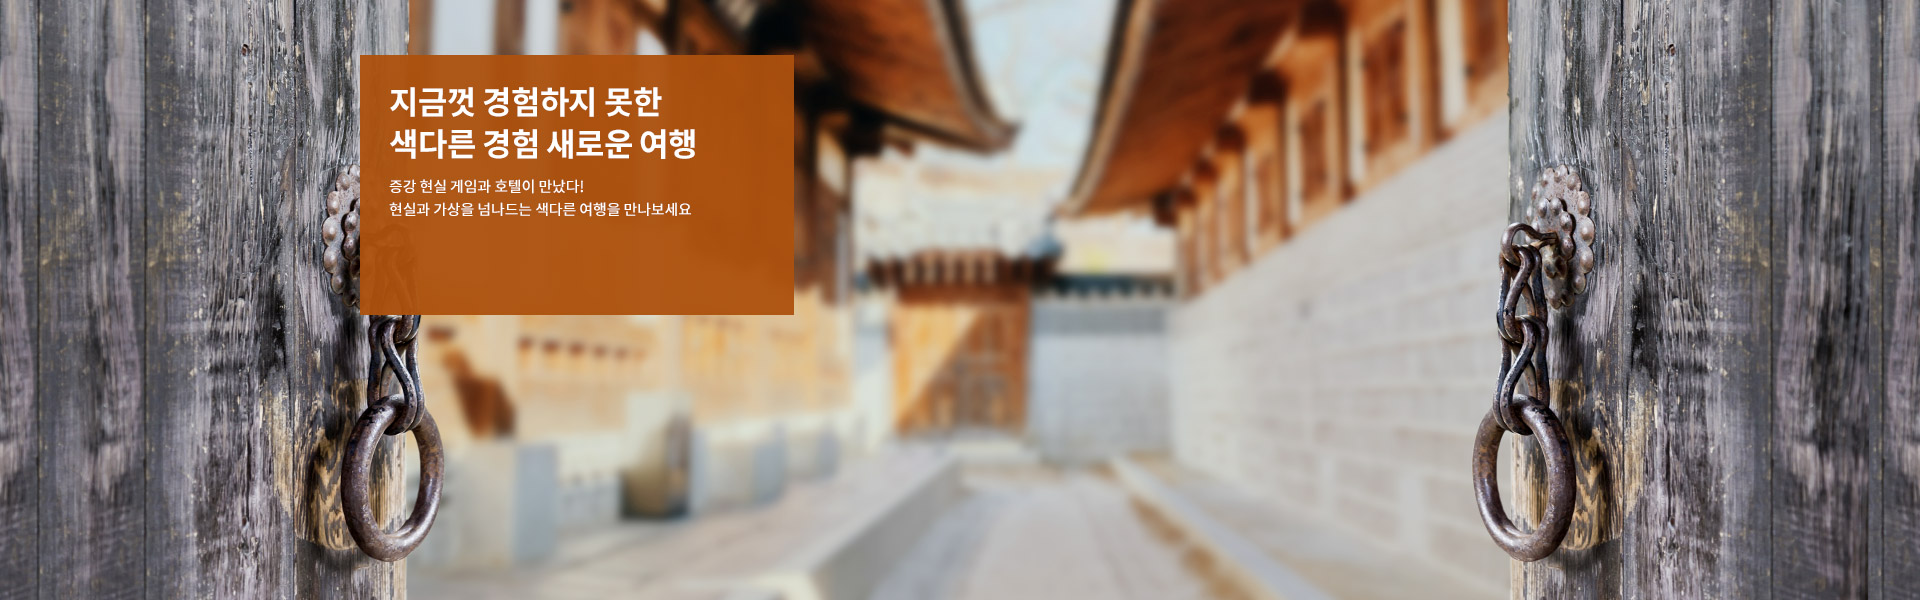 지금껏 경험하지 못한
색다른 경험 새로운 여행
증강 현실 게임과 호텔이 만났다!
현실과 가상을 넘나드는 색다른 여행을 만나보세요